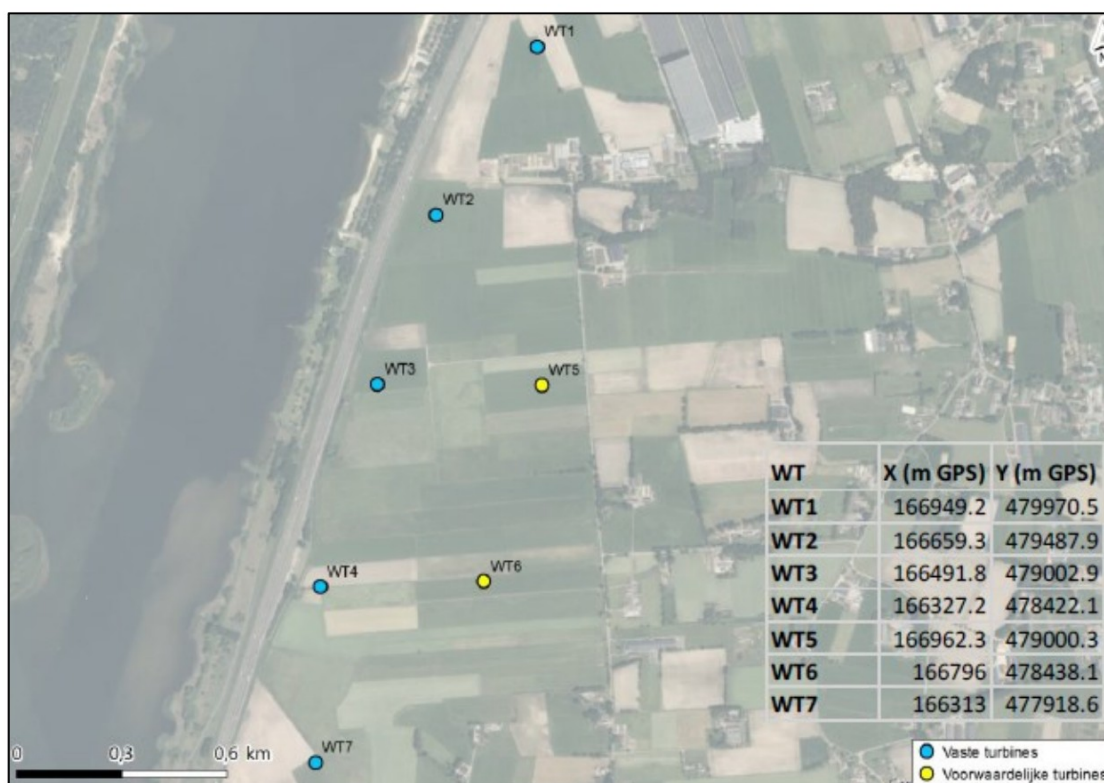 WT1
WT2
WT3
WT5
WT4
WT6
WT7
WT X (m GPS) Y (m GPS)
WT1 166949.2 479970.5
WT2 166659.3 479487.9
WT3 166491.8 479002.9
WT4 166327.2 478422.1
WT5 166962.3 479000.3
WT6 166796 478438.1
WT7 166313 477918.6
0 0,3 0,6 km
Vaste turbines
Voorwaardelijke turbines